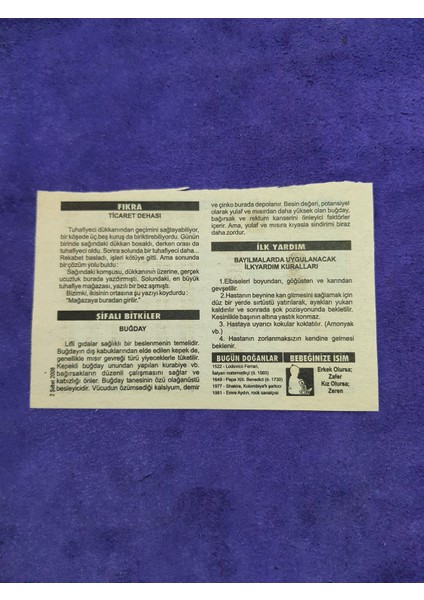 FIKRA
TİCARET DEHASI
Tuhafiyeci dükkanından geçimini sağlayabiliyor,
bir köşede üç beş kuruş da biriktirebiliyordu. Günün
birinde sağındaki dükkan bosaldı, derken orası da
tuhafiyeci oldu. Sonra solunda bir tuhafiyeci daha...
Rekabet basladı, işleri kötüye gitti. Ama sonunda
bir çözüm yolu buldu:
Sağındaki komşusu, dükkanının üzerine, gerçek
ucuzluk burada yazdırmıştı. Solundaki, en büyük
tuhafiye mağazası, yazılı bir bez aşmıştı.
Bizimki, ikisinin ortasına şu yazıyı koydurdu:
"Mağazaya buradan girilir."
ŞİFALI BİTKİLER
BUĞDAY
Lifli gıdalar sağlıklı bir beslenmenin temelidir.
Buğdayın dış kabuklarından elde edilen kepek de,
genellikle mısır gevreği türü yiyeceklerle tüketilir.
Kepekli buğday unundan yapılan kurabiye vb.
bağırsakların düzenli çalışmasını sağlar ve
kabızlığı önler. Buğday tanesinin özü olağanüstü
besleyicidir. Vücudun özümsediği kalsiyum, demir
2 Şubat 2008
ve çinko burada depolanır. Besin değeri, potansiyel
olarak yulaf ve mısırdan daha yüksek olan buğday,
bağırsak ve rektum kanserini önleyici faktörler
içerir. Ama, yolaf ve mısıra kıyasla sindirimi biraz
daha zordur.
İLK YARDIM
BAYILMALARDA UYGULANACAK
İLKYARDIM KURALLARI
1.Elbiseleri boyundan, göğüsten ve karından
gevşetilir.
2.Hastanın beynine kan gitmesini sağlamak için
düz bir yerde sırtüstü yatırılarak, ayakları yukarı
kaldırılır ve sonra şok pozisyonunda bekletilir.
Kesinlikle başının altına yastık konmaz.
3. Hastaya uyarıcı kokular koklatılır. (Amonyak
vb.)
4. Hastanın zorlanmaksızın kendine gelmesi
beklenir.
BUGÜN DOĞANLAR
1522 - Lodovico Ferrari,
İtalyan matematikçi (ö. 1565)
1649 - Papa XIII. Benedict (ö. 1730)
1977 - Shakira, Kolombiya'lı şarkıcı
1981 - Emre Aydın, rock sanatçısı
BEBEĞİNİZE İSİM
Erkek Olursa;
Zafer
Kız Olursa;
Zeren